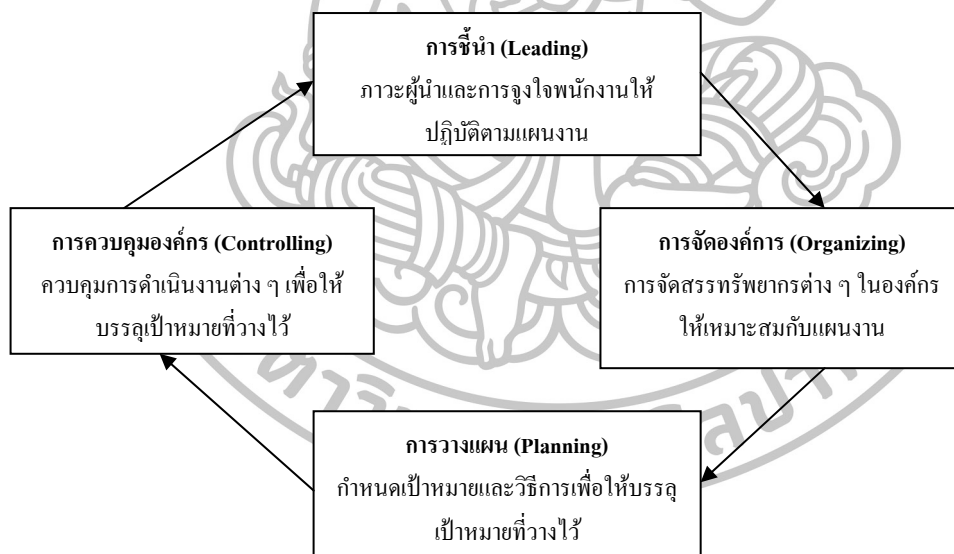 การชี้นำ (Leading)
ภาวะผู้นำและการจูงใจพนักงานให้
ปฏิบัติตามแผนงาน
การควบคุมองค์กร (Controlling)
ควบคุมการดำเนินงานต่าง ๆ เพื่อให้
บรรลุเป้าหมายที่วางไว้
การจัดองค์การ (Organizing)
การจัดสรรทรัพยากรต่าง ๆ ในองค์กร
ให้เหมาะสมกับแผนงาน
การวางแผน (Planning)
กำหนดเป้าหมายและวิธีการเพื่อให้บรรลุ
เป้าหมายที่วางไว้